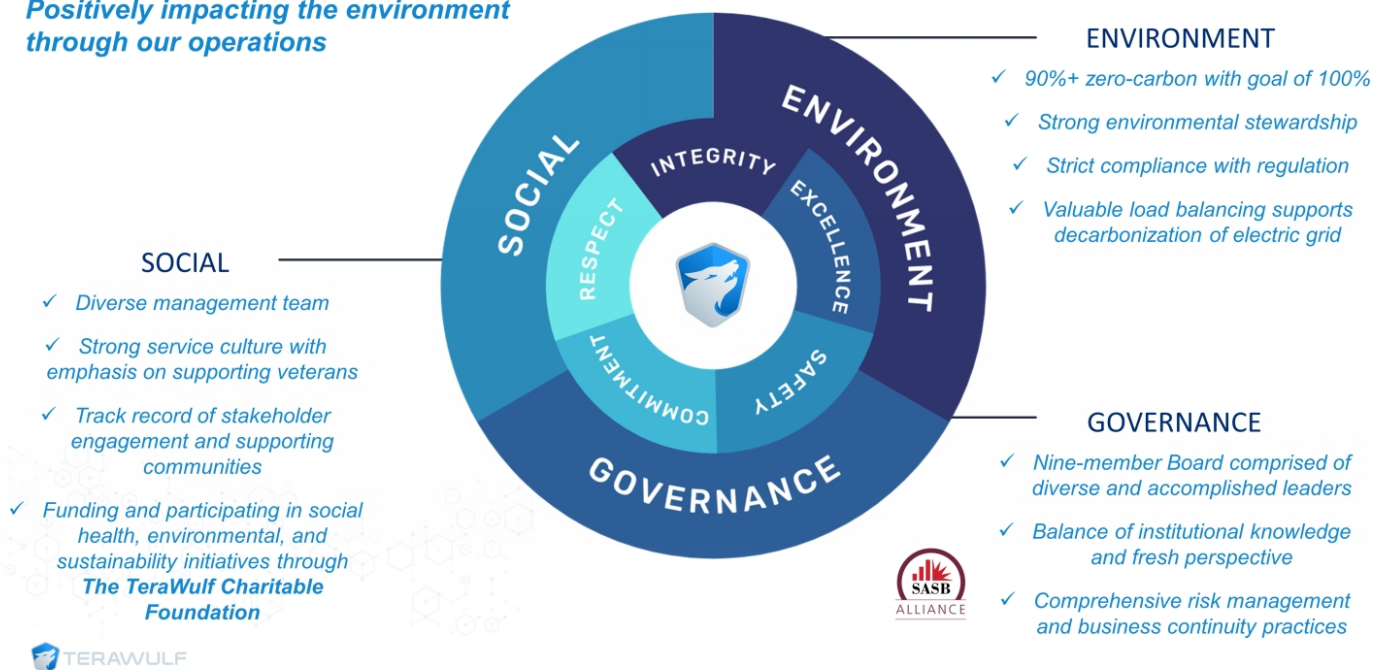 Positively impacting the environment
through our operations
SOCIAL
✓ Diverse management team
✓ Strong service culture with
emphasis on supporting veterans
✓ Track record of stakeholder
engagement and supporting
communities
✓ Funding and participating in social
health, environmental, and
sustainability initiatives through
The TeraWulf Charitable
Foundation
SOCIAL
ENVIRONMENT
GOVERNANCE
INTEGRITY
EXCELLENCE
SAFETY
COMMITMENT
RESPECT
ENVIRONMENT
✓ 90%+ zero-carbon with goal of 100%
✓ Strong environmental stewardship
✓ Strict compliance with regulation
✓ Valuable load balancing supports
decarbonization of electric grid
GOVERNANCE
✓ Nine-member Board comprised of
diverse and accomplished leaders
✓ Balance of institutional knowledge
and fresh perspective
✓ Comprehensive risk management
and business continuity practices
SASB
ALLIANCE
TERAWULF